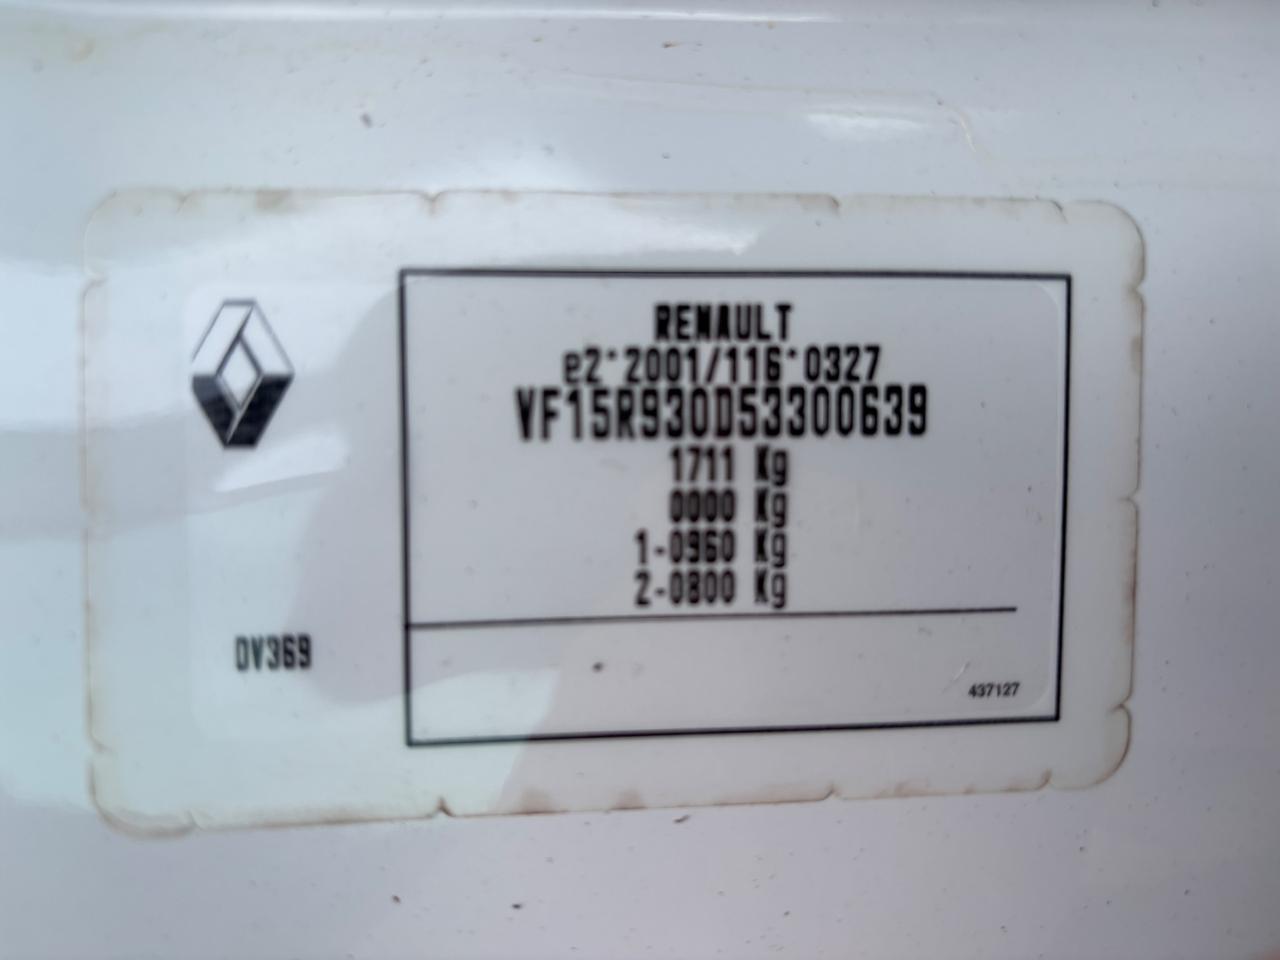 RENAULT
e2*2001/116*0327
VF15R930D53300639
1711 Kg
0000 Kg
1-0960 Kg
2-0800 Kg
DV369
437127